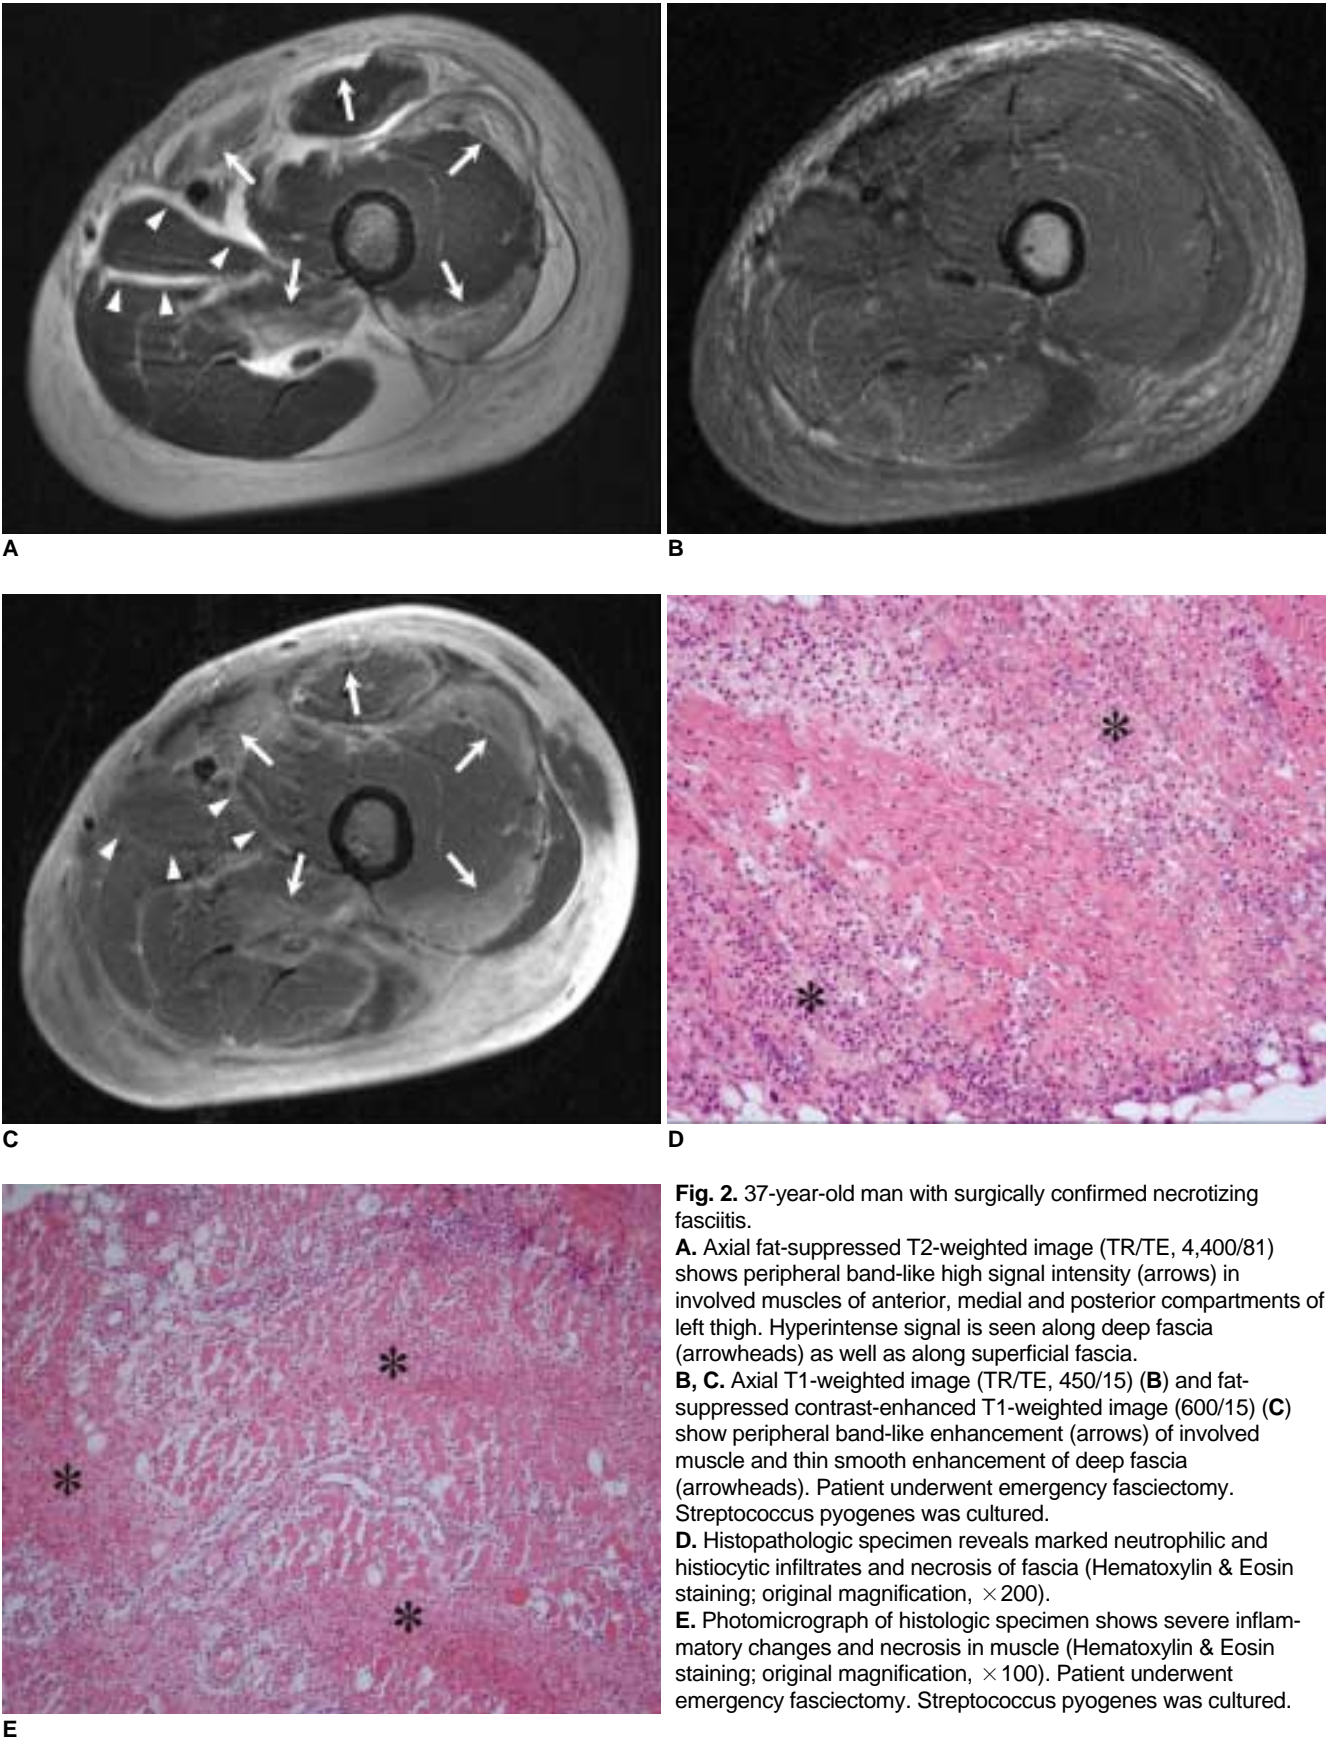 A
B
C
D
E
Fig. 2. 37-year-old man with surgically confirmed necrotizing
fasciitis.
A. Axial fat-suppressed T2-weighted image (TR/TE, 4,400/81)
shows peripheral band-like high signal intensity (arrows) in
involved muscles of anterior, medial and posterior compartments of
left thigh. Hyperintense signal is seen along deep fascia
(arrowheads) as well as along superficial fascia.
B, C. Axial T1-weighted image (TR/TE, 450/15) (B) and fat-
suppressed contrast-enhanced T1-weighted image (600/15) (C)
show peripheral band-like enhancement (arrows) of involved
muscle and thin smooth enhancement of deep fascia
(arrowheads). Patient underwent emergency fasciectomy.
Streptococcus pyogenes was cultured.
D. Histopathologic specimen reveals marked neutrophilic and
histiocytic infiltrates and necrosis of fascia (Hematoxylin & Eosin
staining; original magnification, ×200).
E. Photomicrograph of histologic specimen shows severe inflam-
matory changes and necrosis in muscle (Hematoxylin & Eosin
staining; original magnification, ×100). Patient underwent
emergency fasciectomy. Streptococcus pyogenes was cultured.